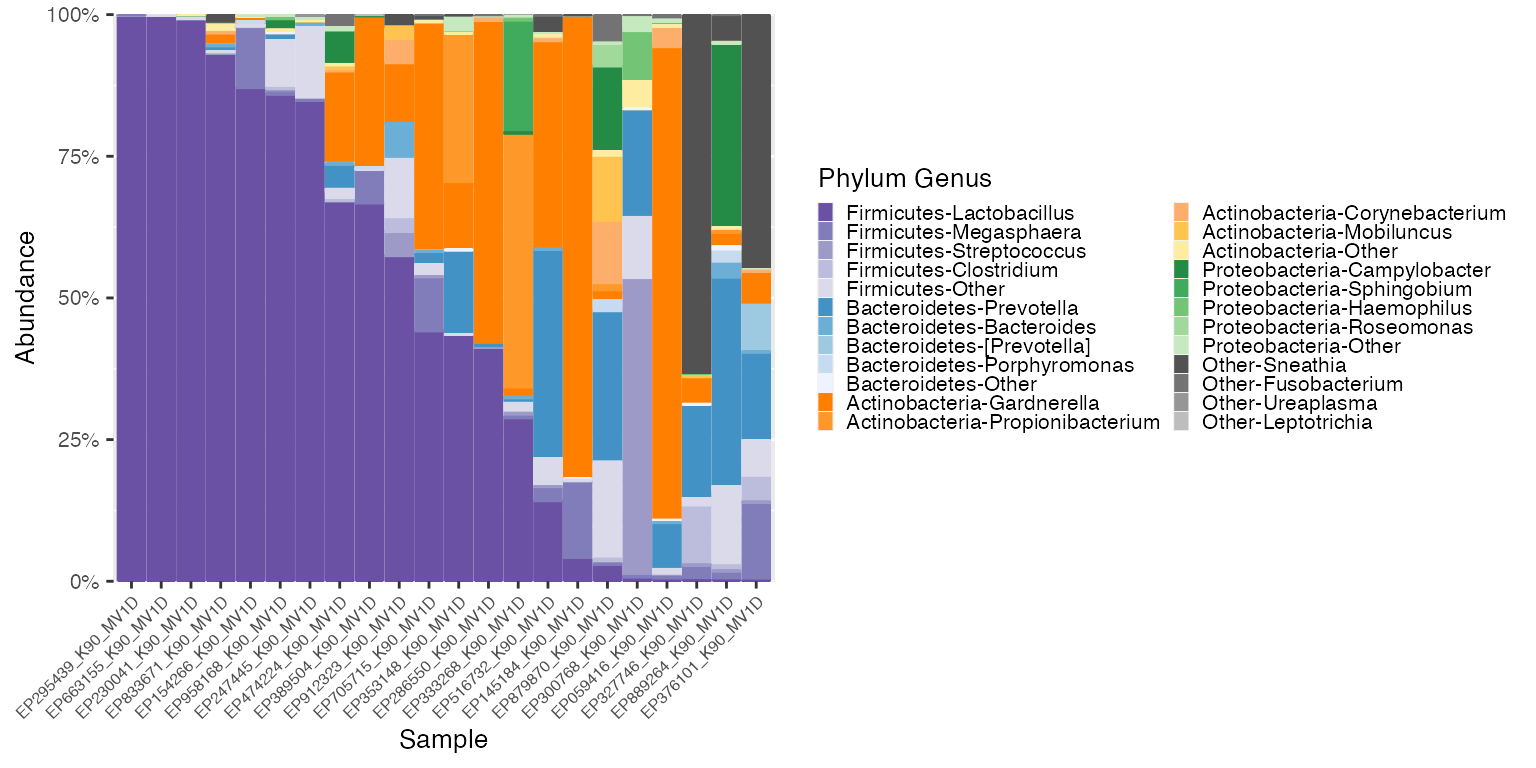 100%
75%
50%
25%
0%
Abundance
EP295439_K90_MV1D
EP663155_K90_MV1D
EP230041_K90_MV1D
EP833671_K90_MV1D
EP154266_K90_MV1D
EP958168_K90_MV1D
EP247445_K90_MV1D
EP474224_K90_MV1D
EP389504_K90_MV1D
EP912323_K90_MV1D
EP705715_K90_MV1D
EP353148_K90_MV1D
EP286550_K90_MV1D
EP333268_K90_MV1D
EP516732_K90_MV1D
EP145184_K90_MV1D
EP879870_K90_MV1D
EP300768_K90_MV1D
EP059416_K90_MV1D
EP327746_K90_MV1D
EP889264_K90_MV1D
EP376101_K90_MV1D
Sample
Phylum Genus
Firmicutes-Lactobacillus
Firmicutes-Megasphaera
Firmicutes-Streptococcus
Firmicutes-Clostridium
Firmicutes-Other
Bacteroidetes-Prevotella
Bacteroidetes-Bacteroides
Bacteroidetes-[Prevotella]
Bacteroidetes-Porphyromonas
Bacteroidetes-Other
Actinobacteria-Gardnerella
Actinobacteria-Propionibacterium
Actinobacteria-Corynebacterium
Actinobacteria-Mobiluncus
Actinobacteria-Other
Proteobacteria-Campylobacter
Proteobacteria-Sphingobium
Proteobacteria-Haemophilus
Proteobacteria-Roseomonas
Proteobacteria-Other
Other-Sneathia
Other-Fusobacterium
Other-Ureaplasma
Other-Leptotrichia